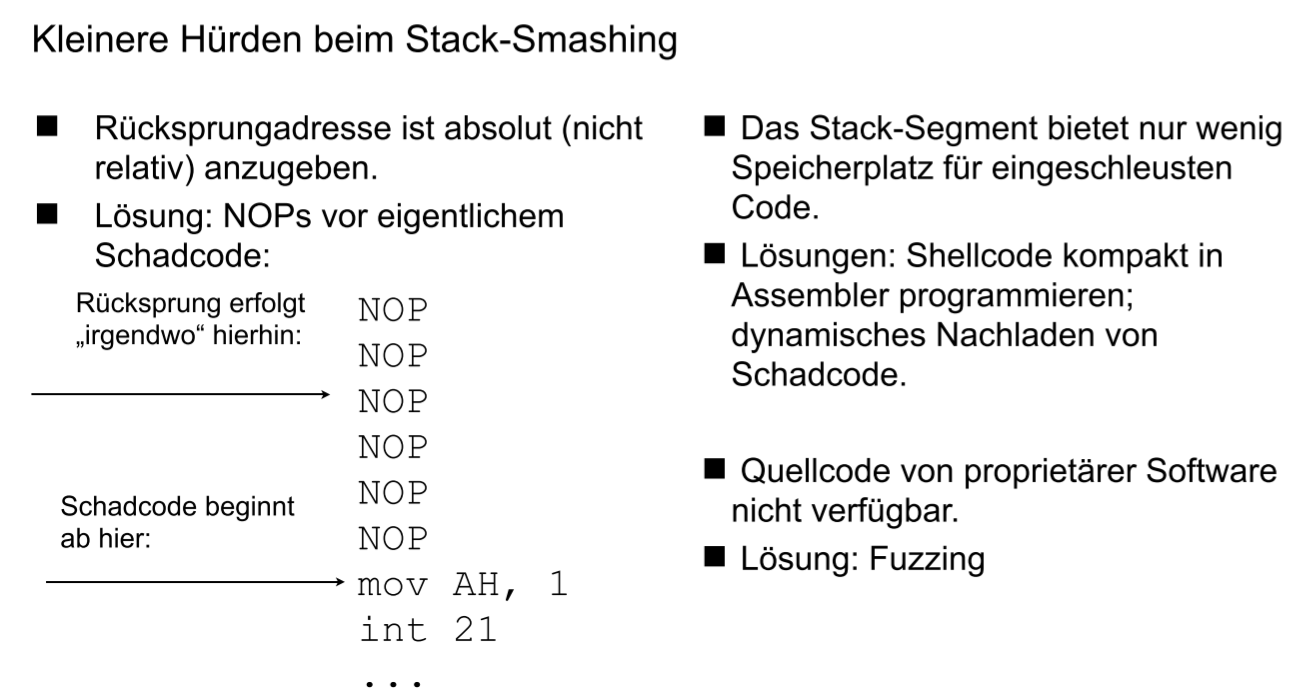 Kleinere Hürden beim Stack-Smashing
■ Rücksprungadresse ist absolut (nicht
relativ) anzugeben.
■ Lösung: NOPs vor eigentlichem
Schadcode:
Rücksprung erfolgt
„irgendwo“ hierhin:
NOP
NOP
NOP
NOP
NOP
NOP
Schadcode beginnt
ab hier:
mov AH, 1
int 21
...
■ Das Stack-Segment bietet nur wenig
Speicherplatz für eingeschleusten
Code.
■ Lösungen: Shellcode kompakt in
Assembler programmieren;
dynamisches Nachladen von
Schadcode.
■ Quellcode von proprietärer Software
nicht verfügbar.
■ Lösung: Fuzzing